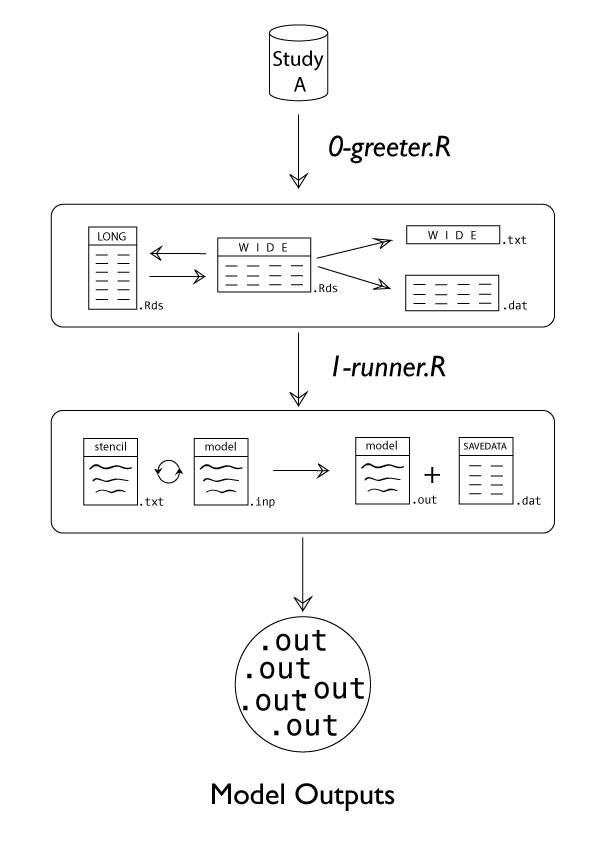 Study
A
0-greeter.R
LONG
.Rds
W I D E
.Rds
W I D E
.txt
.dat
1-runner.R
stencil
.txt
model
.inp
model
.out
+
SAVEDATA
.dat
.out
.out
.out
.out
.out
Model Outputs